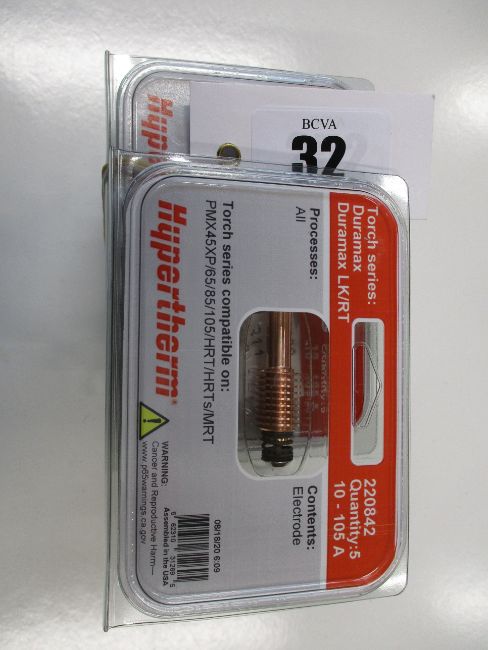 BCVA
32
Hypertherm
Torch series:
Duramax
Duramax LK/RT
220842
Quantity:5
10 - 105 A
Processes:
All
Contents:
Electrode
Torch series compatible on:
PMX45XP/65/85/105/HRT/HRTs/MRT
Hypertherm®
WARNING:
Cancer and Reproductive Harm—
www.p65warnings.ca.gov
Assembled in the USA
08/18/20 6:09